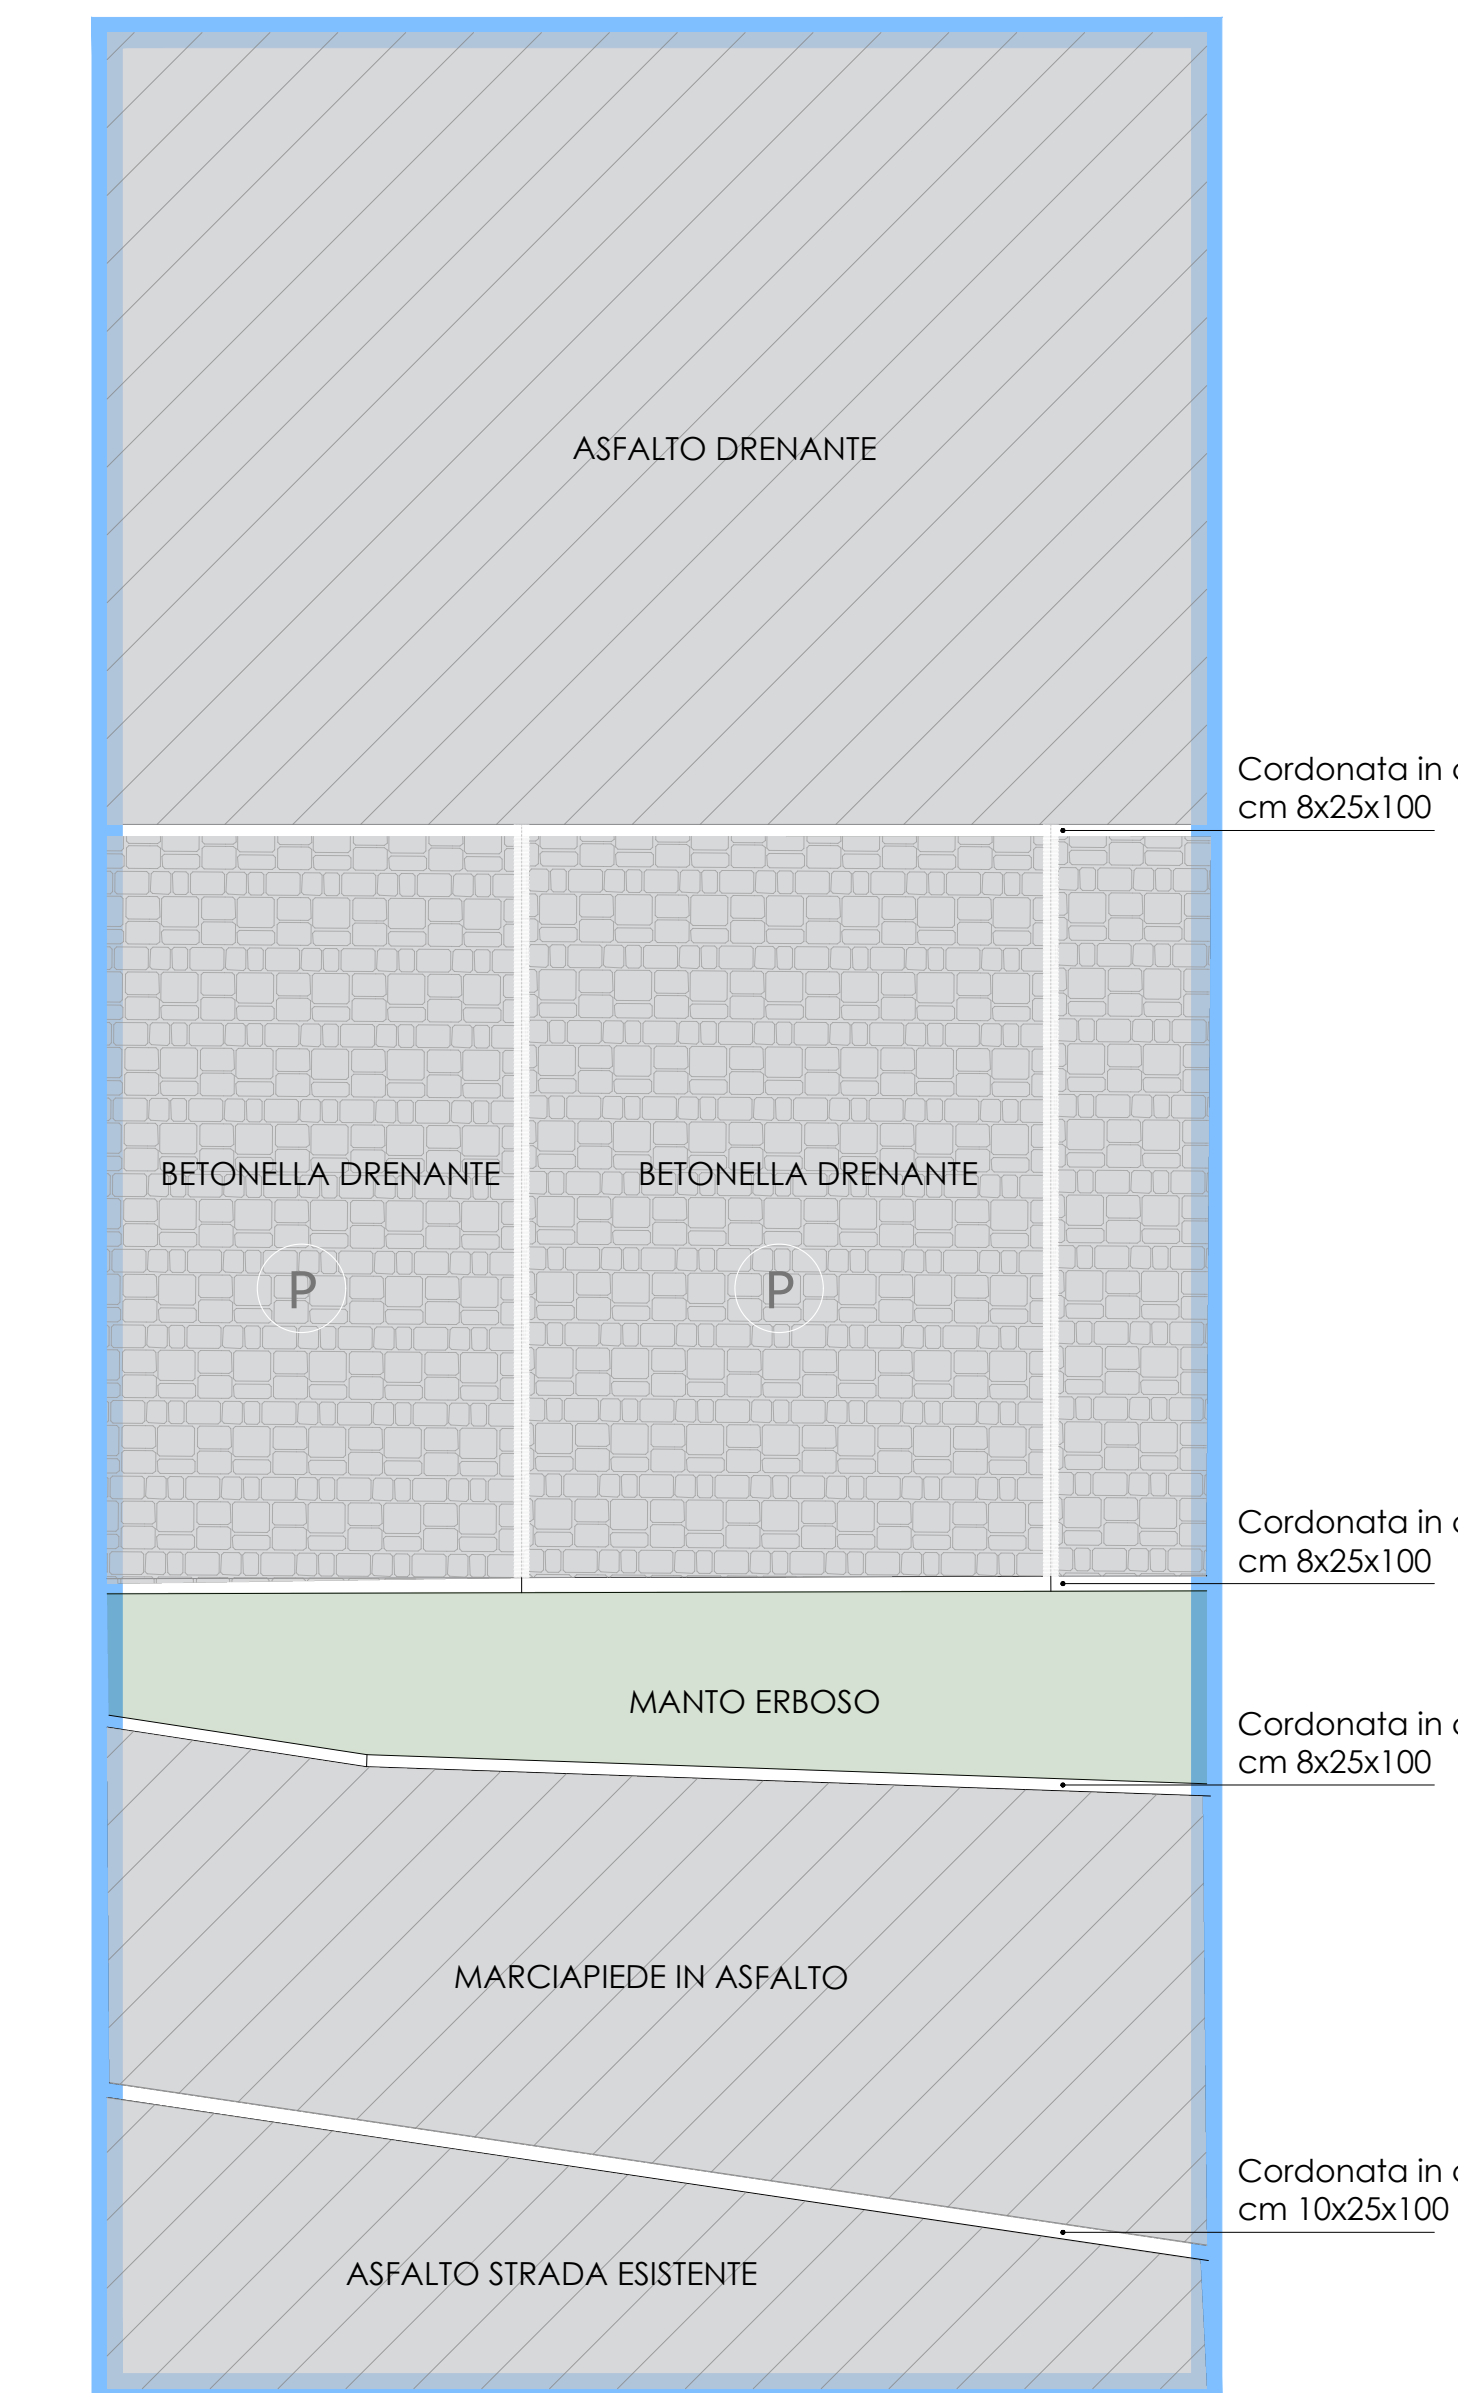 ASFALTO DRENANTE
Cordonata in
cm 8x25x100
BETONELLA DRENANTE
BETONELLA DRENANTE
P
P
Cordonata in
cm 8x25x100
MANTO ERBOSO
Cordonata in
cm 8x25x100
MARCIAPIEDE IN ASFALTO
Cordonata in
cm 10x25x100
ASFALTO STRADA ESISTENTE